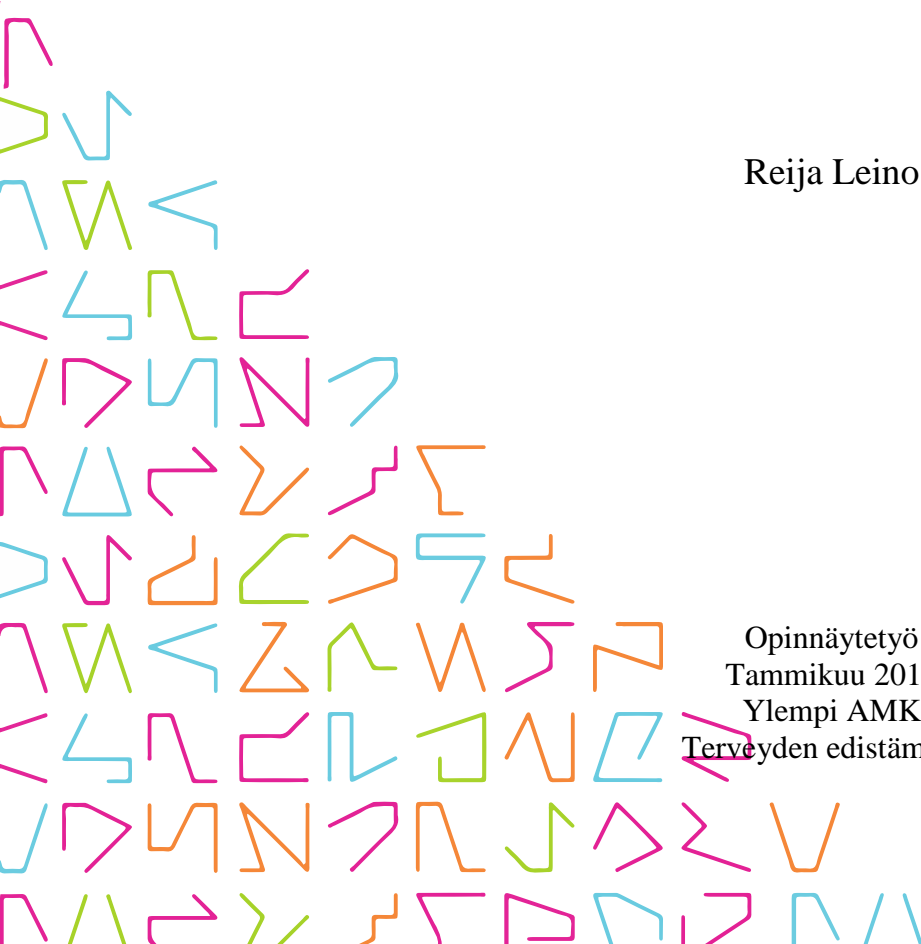 Reija Leino
Opinnäytetyö
Tammikuu 201
Ylempi AMK
Terveyden edistäm